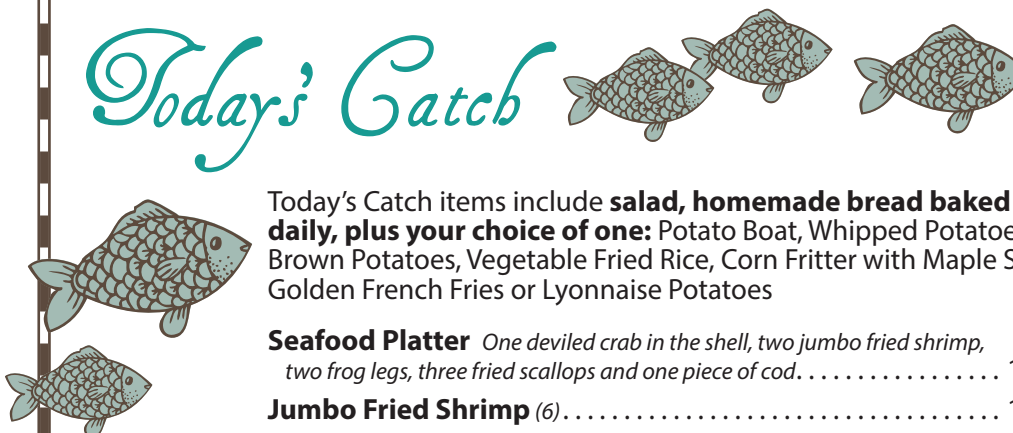 Today's Catch
Today's Catch items include salad, homemade bread baked
daily, plus your choice of one: Potato Boat, Whipped
Brown Potatoes, Vegetable Fried Rice, Corn Fritter with Maple
Golden French Fries or Lyonnaise Potatoes
Seafood Platter One deviled crab in the shell, two jumbo fried shrimp,
two frog legs, three fried scallops and one piece of cod.................
Jumbo Fried Shrimp (6)...................................